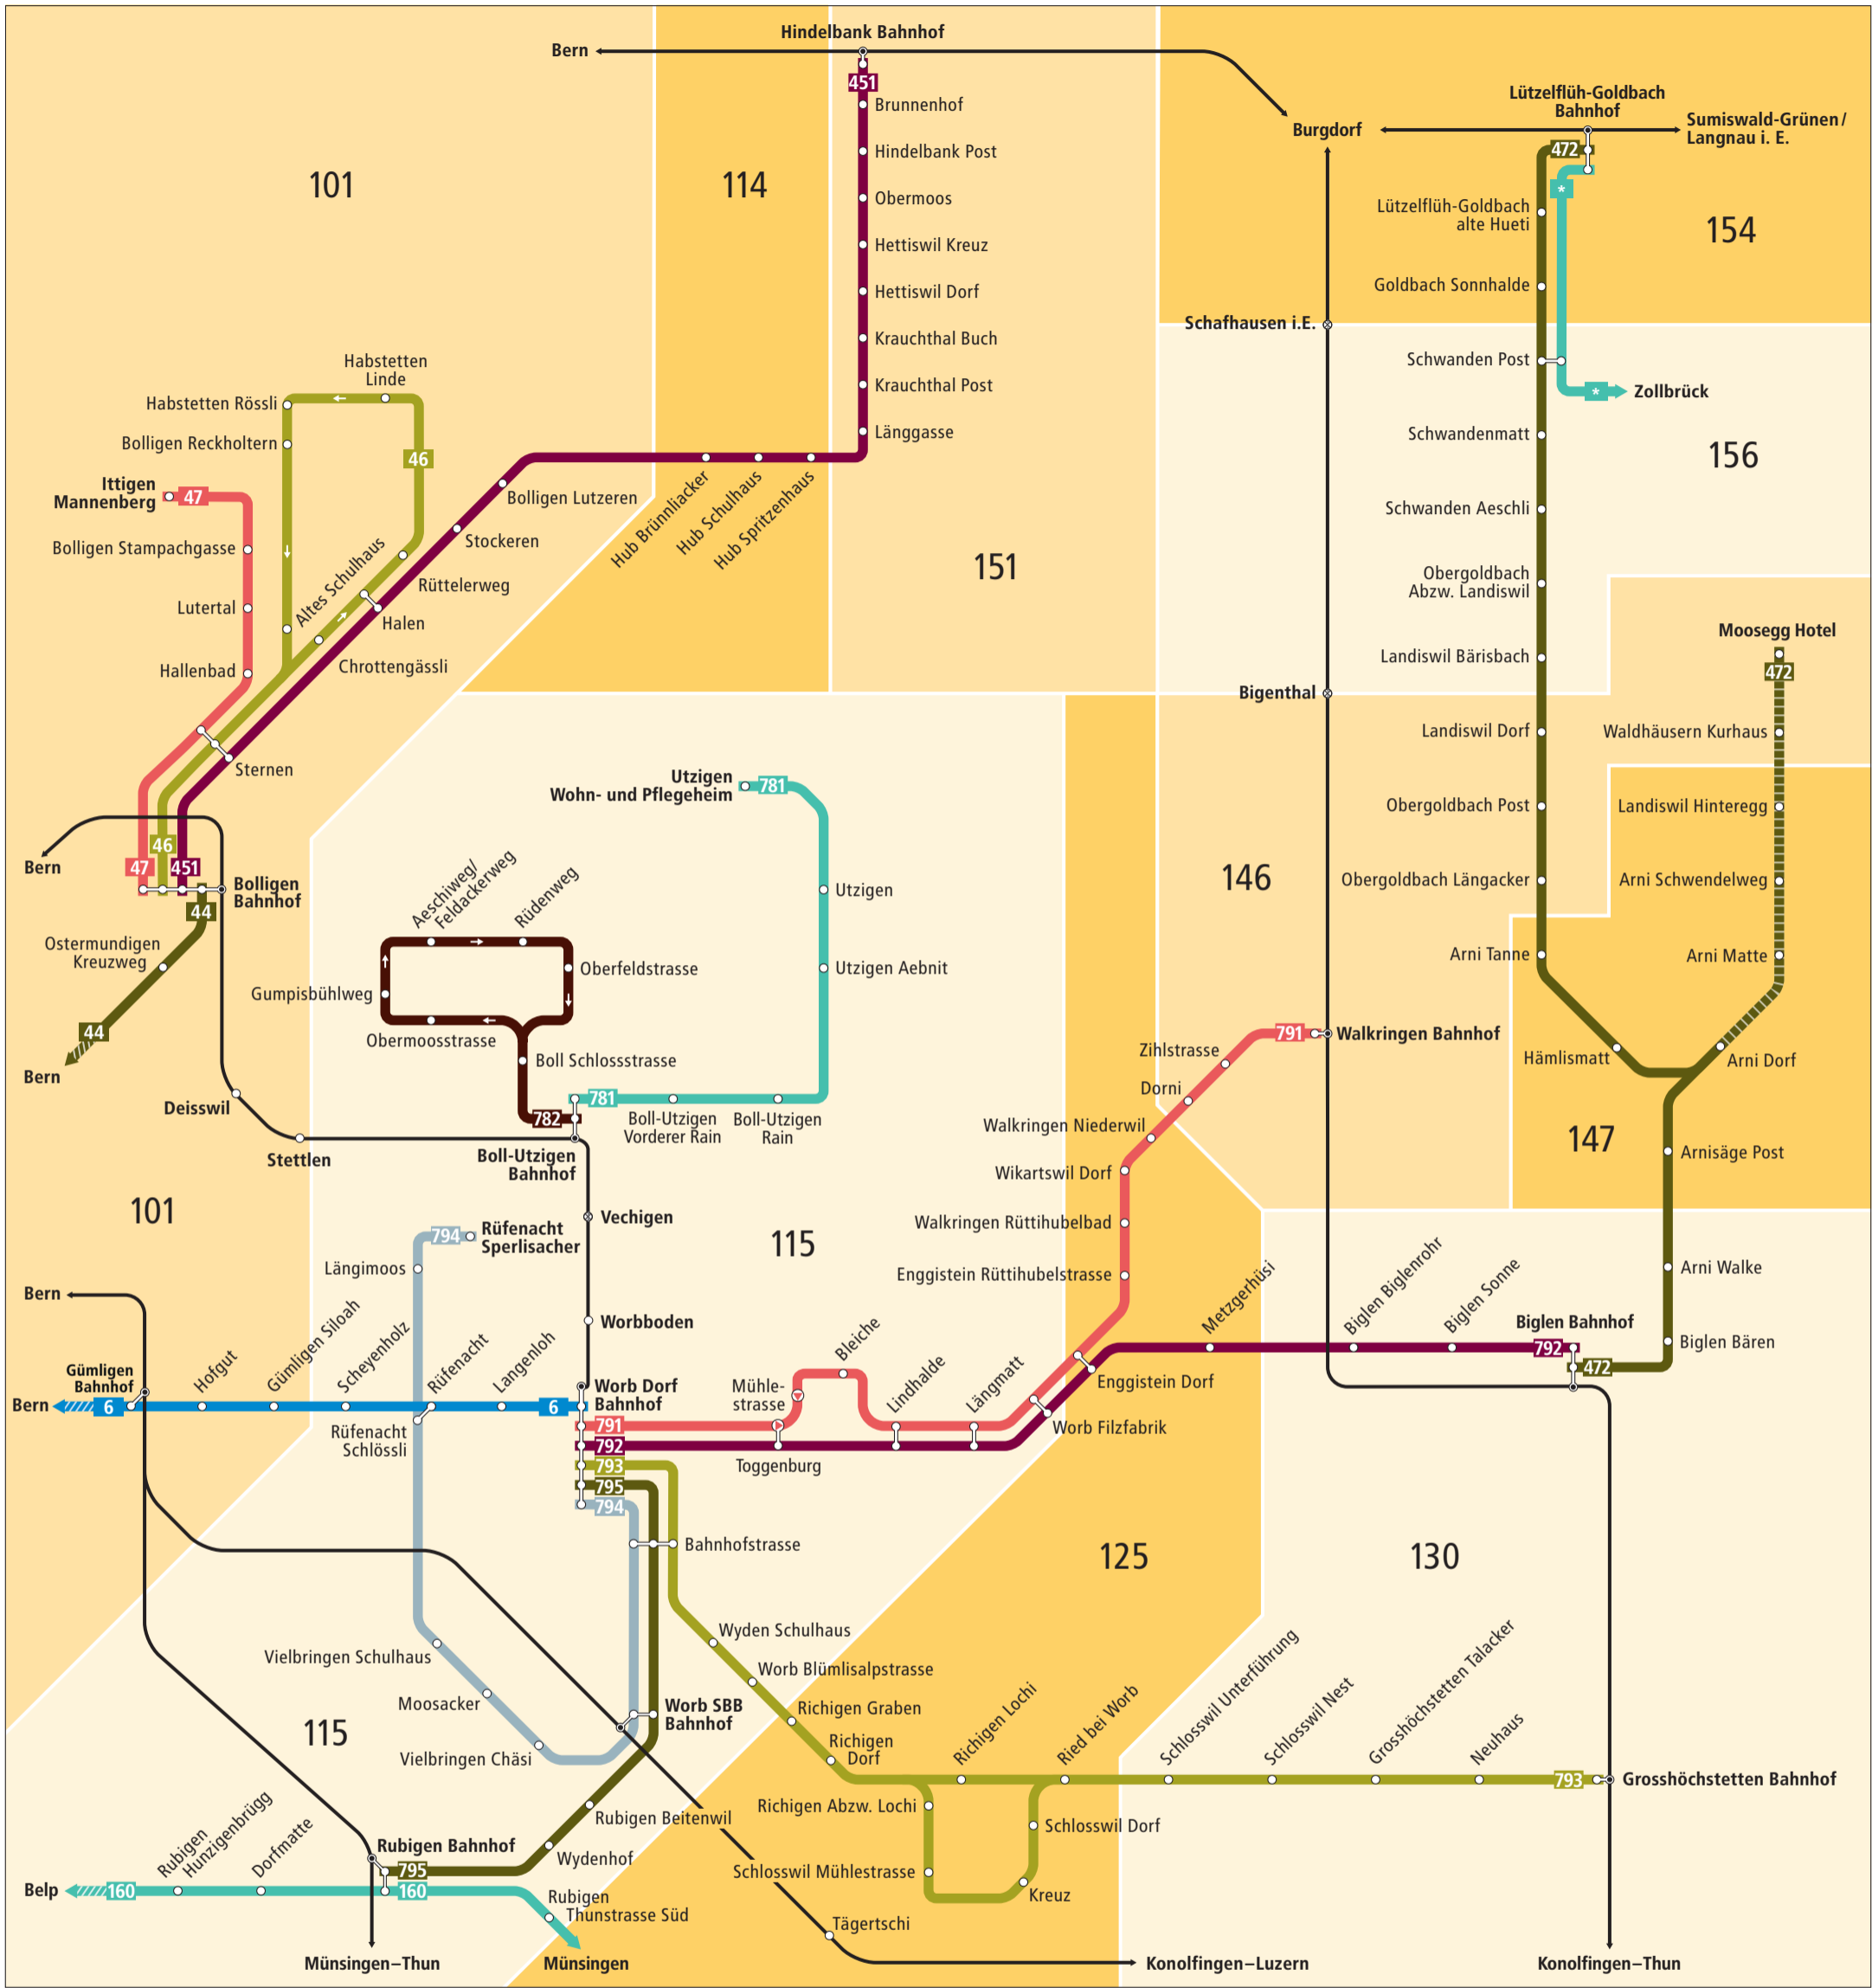 Hindelbank Bahnhof
Bern
451
Brunnenhof
Hindelbank Post
Obermoos
Hettiswil Kreuz
Hettiswil Dorf
Krauchthal Buch
Krauchthal Post
Länggasse
101
114
151
Burgdorf
Lützelflüh-Goldbach
Bahnhof
Sumiswald-Grünen/
Langnau i. E.
472
*
Lützelflüh-Goldbach
alte Hueti
154
Goldbach Sonnhalde
Schafhausen i.E.
Schwanden Post
*
Zollbrück
Schwandenmatt
156
Schwanden Aeschli
Obergoldbach
Abzw. Landiswil
Landiswil Bärisbach
Bigenthal
Landiswil Dorf
Obergoldbach Post
Obergoldbach Längacker
Arni Tanne
Hämlismatt
Moosegg Hotel
472
Waldhäusern Kurhaus
Landiswil Hinteregg
Arni Schwendelweg
Arni Matte
Arni Dorf
147
Arnisäge Post
Arni Walke
Biglen Bären
Habstetten
Linde
Habstetten Rössli
Bolligen Reckholtern
46
Ittigen
Mannenberg
47
Bolligen Stampachgasse
Lutertal
Hallenbad
Altes Schulhaus
Rüttelerweg
Halen
Chrottengässli
Sternen
Stockeren
Bolligen Lutzeren
Hub Brünnliacker
Hub Schulhaus
Hub Spritzenhaus
Bern
47
46
451
Bolligen
Bahnhof
44
Ostermundigen
Kreuzweg
44
Bern
Deisswil
Stettlen
101
Utzigen
Wohn- und Pflegeheim
781
Utzigen
Utzigen Aebnit
Aeschiweg/
Feldackerweg
Rüdenweg
Oberfeldstrasse
Gumpisbühlweg
Obermoosstrasse
Boll Schlossstrasse
782
781
Boll-Utzigen
Vorderer Rain
Boll-Utzigen
Rain
Boll-Utzigen
Bahnhof
Vechigen
115
Worbboden
146
791
Walkringen Bahnhof
Zihlstrasse
Dorni
Walkringen Niederwil
Wikartswil Dorf
Walkringen Rüttihubelbad
Enggistein Rüttihubelstrasse
Metzgerhüsi
Biglen Biglenrohr
Biglen Sonne
Biglen Bahnhof
792
472
794
Rüfenacht
Sperlisacher
Längimoos
Bern
Gümligen
Bahnhof
Bern
6
Hofgut
Gümligen Siloah
Scheyenholz
Rüfenacht
Langenloh
6
Rüfenacht
Schlössli
Worb Dorf
Bahnhof
791
792
793
795
794
Mühle-
strasse
Bleiche
Toggenburg
Lindhalde
Längmatt
Enggistein Dorf
Worb Filzfabrik
Bahnhofstrasse
125
130
Wyden Schulhaus
Worb Blümlisalpstrasse
Richigen Graben
Richigen
Dorf
Richigen Lochi
Ried bei Worb
Schlosswil Unterführung
Schlosswil Nest
Grosshöchstetten Talacker
Neuhaus
793
Grosshöchstetten Bahnhof
Richigen Abzw. Lochi
Schlosswil Dorf
Schlosswil Mühlestrasse
Kreuz
Vielbringen Schulhaus
Moosacker
Vielbringen Chäsi
Worb SBB
Bahnhof
115
Rubigen Beitenwil
Wydenhof
Rubigen Bahnhof
795
Belp
160
Rubigen
Hunzigenbrügg
Dorfmatte
160
Rubigen
Thunstrasse Süd
Münsingen–Thun
Münsingen
Tägertschi
Konolfingen–Luzern
Konolfingen–Thun